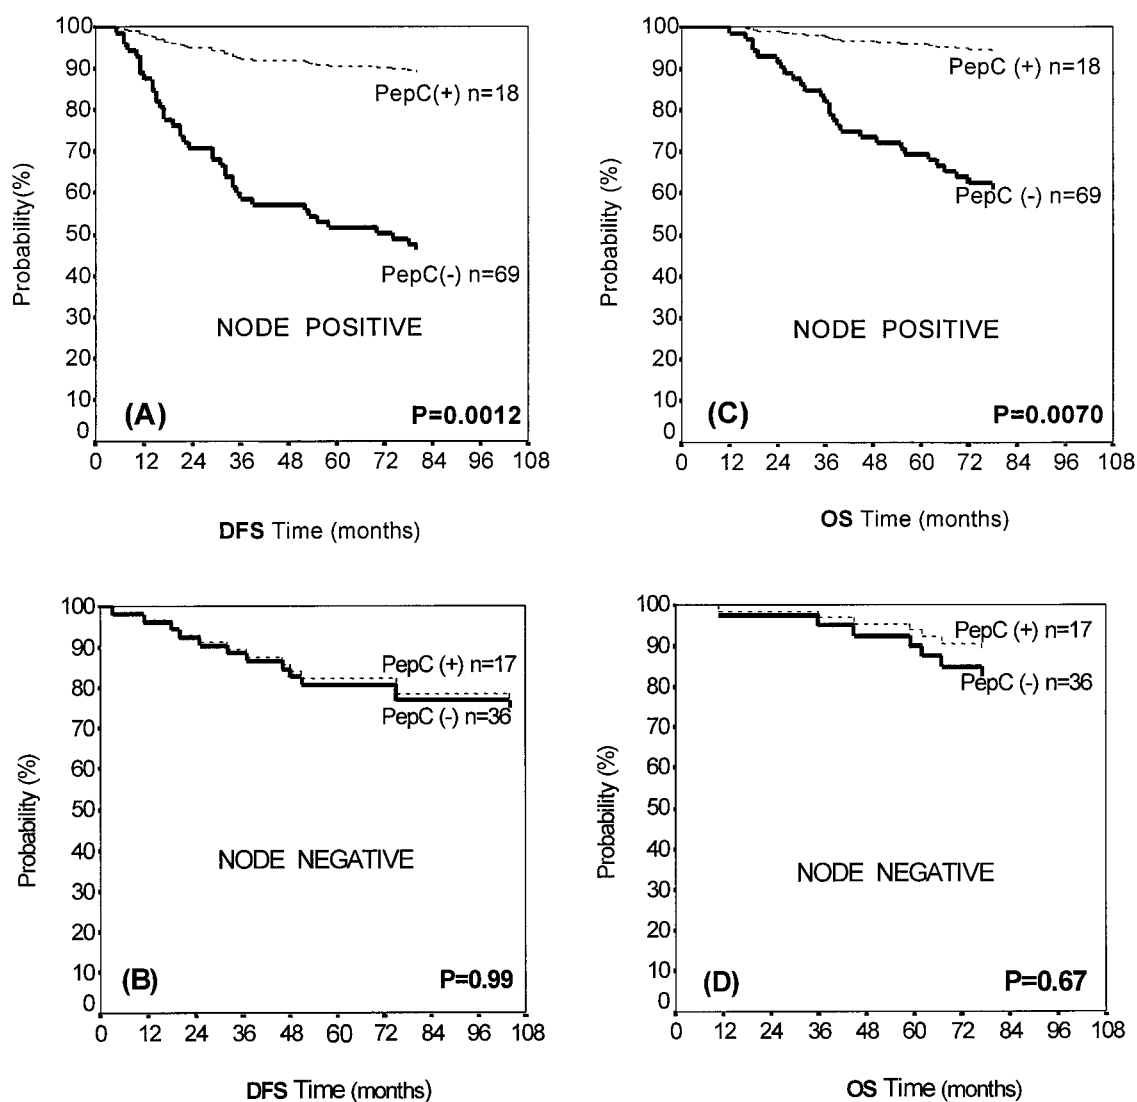 100
90
80
70
60
50
40
30
20
10
0
Probability (%)
PepC(+) n=18
PepC(-) n=69
NODE POSITIVE
(A)
P=0.0012
0 12 24 36 48 60 72 84 96 108
DFS Time (months)
100
90
80
70
60
50
40
30
20
10
0
Probability (%)
PepC (+) n=18
PepC (-) n=69
NODE POSITIVE
(C)
P=0.0070
0 12 24 36 48 60 72 84 96 108
OS Time (months)
100
90
80
70
60
50
40
30
20
10
0
Probability (%)
PepC (+) n=17
PepC (-) n=36
NODE NEGATIVE
(B)
P=0.99
0 12 24 36 48 60 72 84 96 108
DFS Time (months)
100
90
80
70
60
50
40
30
20
10
0
Probability (%)
PepC (+) n=17
PepC (-) n=36
NODE NEGATIVE
(D)
P=0.67
0 12 24 36 48 60 72 84 96 108
OS Time (months)